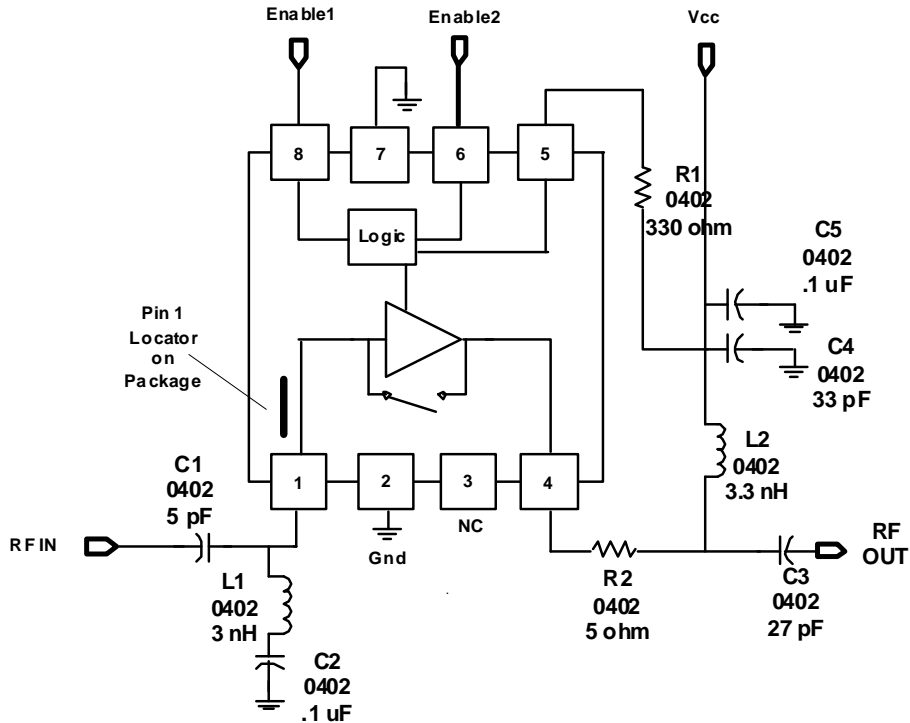 Enable1
Enable2
Vcc
8
7
6
5
R1
0402
330 ohm
C5
0402
.1 uF
Logic
Pin 1
Locator
on
Package
C4
0402
33 pF
L2
0402
3.3 nH
1
2
3
4
C1
0402
5 pF
NC
Gnd
RF IN
RF
OUT
R2
0402
5 ohm
C3
0402
27 pF
L1
0402
3 nH
C2
0402
.1 uF